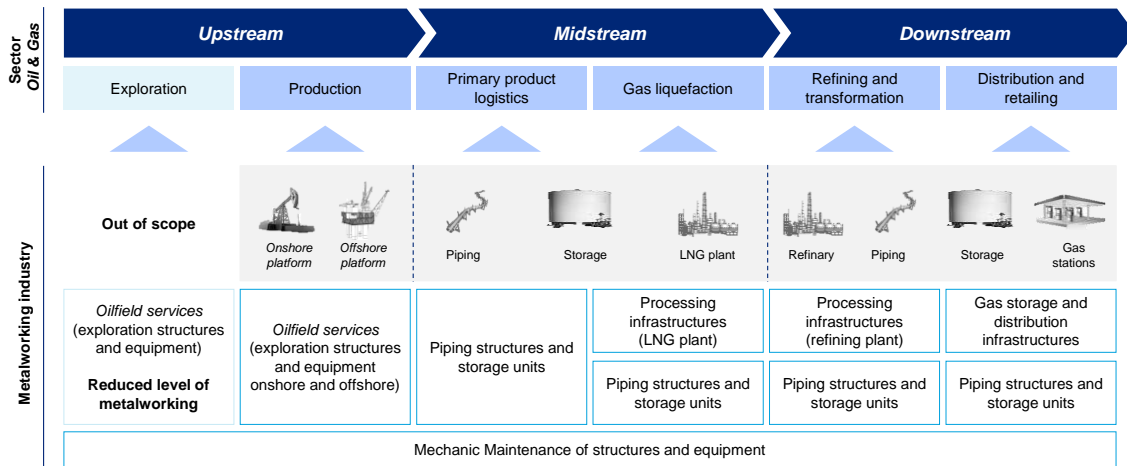 Sector
Oil & Gas
Upstream
Midstream
Downstream
Exploration
Production
Primary product
logistics
Gas liquefaction
Refining and
transformation
Distribution and
retailing
Metalworking industry
Out of scope
Onshore
platform
Offshore
platform
Piping
Storage
LNG plant
Refinary
Piping
Storage
Gas
stations
Oilfield services
(exploration structures
and equipment)
Reduced level of
metalworking
Oilfield services
(exploration structures
and equipment
onshore and offshore)
Piping structures and
storage units
Processing
infrastructures
(LNG plant)
Piping structures and
storage units
Processing
infrastructures
(refining plant)
Piping structures and
storage units
Gas storage and
distribution
infrastructures
Piping structures and
storage units
Mechanic Maintenance of structures and equipment